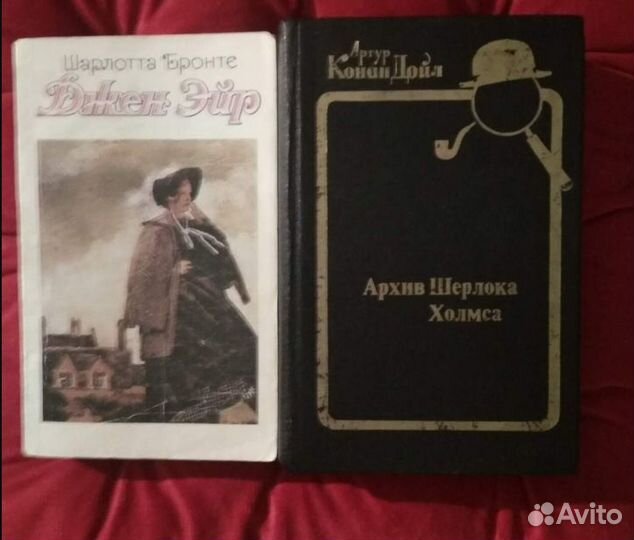 Шарлотта Бронте
Джен Эйр
Артур
Конан Дойл
Архив Шерлока
Холмса
Avito